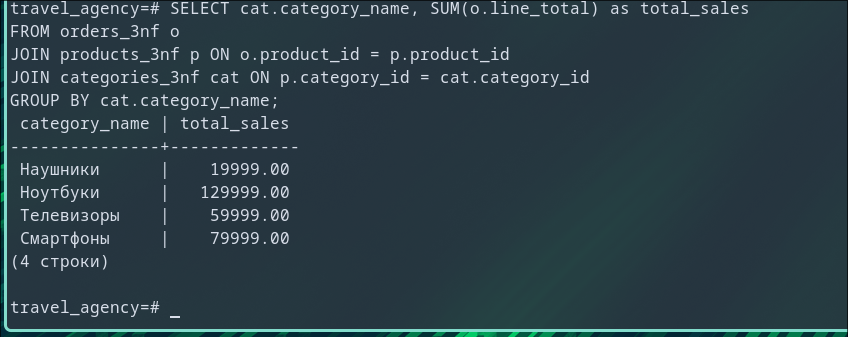 travel_agency=# SELECT cat.category_name, SUM(o.line_total) as total_sales
FROM orders_3nf o
JOIN products_3nf p ON o.product_id = p.product_id
JOIN categories_3nf cat ON p.category_id = cat.category_id
GROUP BY cat.category_name;
 category_name | total_sales
---------------+-------------
 Наушники      |    19999.00
 Ноутбуки      |   129999.00
 Телевизоры    |    59999.00
 Смартфоны     |    79999.00
(4 строки)

travel_agency=# _